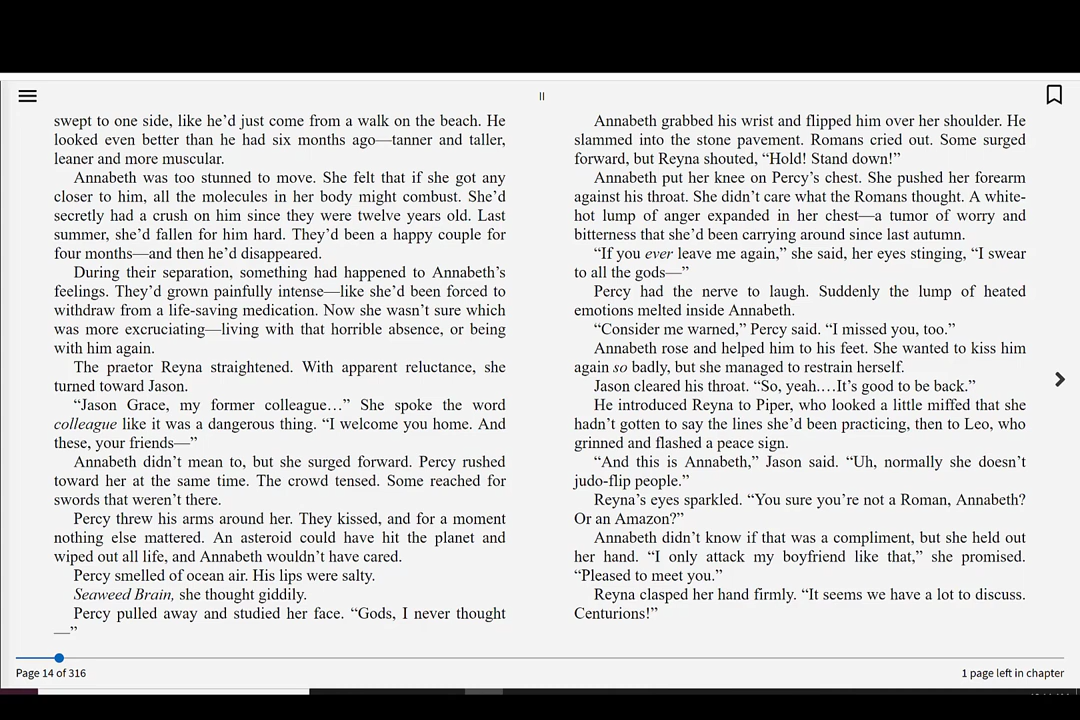 II
swept to one side, like he’d just come from a walk on the beach. He
looked even better than he had six months ago—tanner and taller,
leaner and more muscular.
Annabeth was too stunned to move. She felt that if she got any
closer to him, all the molecules in her body might combust. She’d
secretly had a crush on him since they were twelve years old. Last
summer, she’d fallen for him hard. They’d been a happy couple for
four months—and then he’d disappeared.
During their separation, something had happened to Annabeth’s
feelings. They’d grown painfully intense—like she’d been forced to
withdraw from a life-saving medication. Now she wasn’t sure which
was more excruciating—living with that horrible absence, or being
with him again.
The praetor Reyna straightened. With apparent reluctance, she
turned toward Jason.
“Jason Grace, my former colleague…” She spoke the word
colleague like it was a dangerous thing. “I welcome you home. And
these, your friends—”
Annabeth didn’t mean to, but she surged forward. Percy rushed
toward her at the same time. The crowd tensed. Some reached for
swords that weren’t there.
Percy threw his arms around her. They kissed, and for a moment
nothing else mattered. An asteroid could have hit the planet and
wiped out all life, and Annabeth wouldn’t have cared.
Percy smelled of ocean air. His lips were salty.
Seaweed Brain, she thought giddily.
Percy pulled away and studied her face. “Gods, I never thought
—”
Annabeth grabbed his wrist and flipped him over her shoulder. He
slammed into the stone pavement. Romans cried out. Some surged
forward, but Reyna shouted, “Hold! Stand down!”
Annabeth put her knee on Percy’s chest. She pushed her forearm
against his throat. She didn’t care what the Romans thought. A white-
hot lump of anger expanded in her chest—a tumor of worry and
bitterness that she’d been carrying around since last autumn.
“If you ever leave me again,” she said, her eyes stinging, “I swear
to all the gods—”
Percy had the nerve to laugh. Suddenly the lump of heated
emotions melted inside Annabeth.
“Consider me warned,” Percy said. “I missed you, too.”
Annabeth rose and helped him to his feet. She wanted to kiss him
again so badly, but she managed to restrain herself.
Jason cleared his throat. “So, yeah.…It’s good to be back.”
He introduced Reyna to Piper, who looked a little miffed that she
hadn’t gotten to say the lines she’d been practicing, then to Leo, who
grinned and flashed a peace sign.
“And this is Annabeth,” Jason said. “Uh, normally she doesn’t
judo-flip people.”
Reyna’s eyes sparkled. “You sure you’re not a Roman, Annabeth?
Or an Amazon?”
Annabeth didn’t know if that was a compliment, but she held out
her hand. “I only attack my boyfriend like that,” she promised.
“Pleased to meet you.”
Reyna clasped her hand firmly. “It seems we have a lot to discuss.
Centurions!”
Page 14 of 316
1 page left in chapter